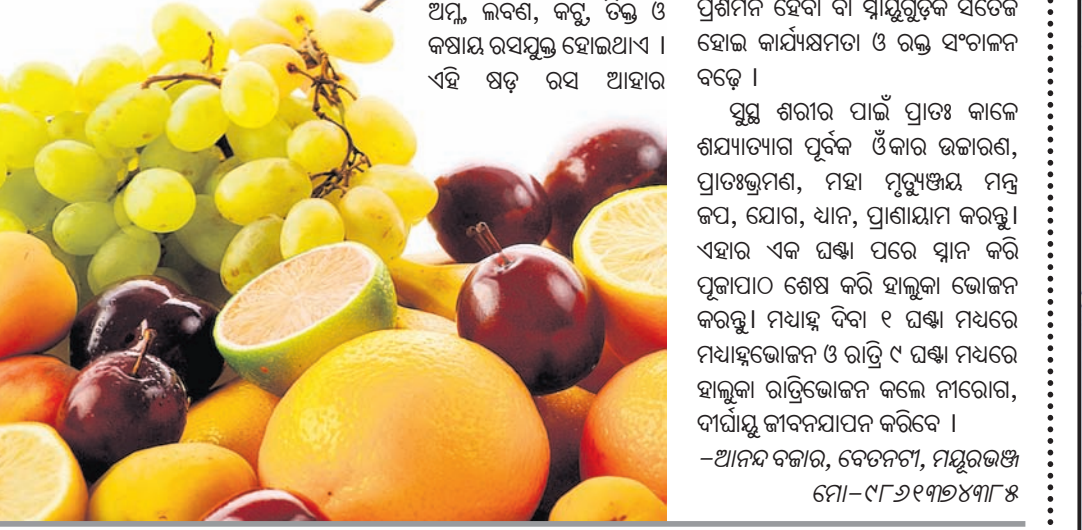 ଅମ୍ଳ, ଲବଣ, କଟୁ, ତିକ୍ତ ଓ
କଷାୟ ରସଯୁକ୍ତ ହୋଇଥାଏ ।
ଏହି ଷଡ଼ ରସ ଆହାର
ପ୍ରଶମନ ହେବା ବା ସ୍ନାୟୁଗୁଡ଼ିକ ସତେଜ
ହୋଇ କାର୍ଯ୍ୟକ୍ଷମତା ଓ ରକ୍ତ ସଂଚାଳନ
ବଢ଼େ ।
ସୁସ୍ଥ ଶରୀର ପାଇଁ ପ୍ରାତଃ କାଳେ
ଶଯ୍ୟାତ୍ୟାଗ ପୂର୍ବକ ଓଁକାର ଉଚ୍ଚାରଣ,
ପ୍ରାତଃଭ୍ରମଣ, ମହା ମୃତ୍ୟୁଞ୍ଜୟ ମନ୍ତ୍ର
ଜପ, ଯୋଗ, ଧ୍ୟାନ, ପ୍ରାଣାୟାମ କରନ୍ତୁ।
ଏହାର ଏକ ଘଣ୍ଟା ପରେ ସ୍ନାନ କରି
ପୂଜାପାଠ ଶେଷ କରି ହାଲୁକା ଭୋଜନ
କରନ୍ତୁ। ମଧ୍ୟାହ୍ନ ଦିବା ୧ ଘଣ୍ଟା ମଧ୍ୟରେ
ମଧ୍ୟାହ୍ନଭୋଜନ ଓ ରାତ୍ରି ୯ ଘଣ୍ଟା ମଧ୍ୟରେ
ହାଲୁକା ରାତ୍ରିଭୋଜନ କଲେ ନୀରୋଗ,
ଦୀର୍ଘାୟୁ ଜୀବନଯାପନ କରିବେ ।
-ଆନନ୍ଦ ବଜାର, ବେତନଟୀ, ମୟୂରଭଞ୍ଜ
ମୋ-୯୮୬୧୩୭୪୩୮୫